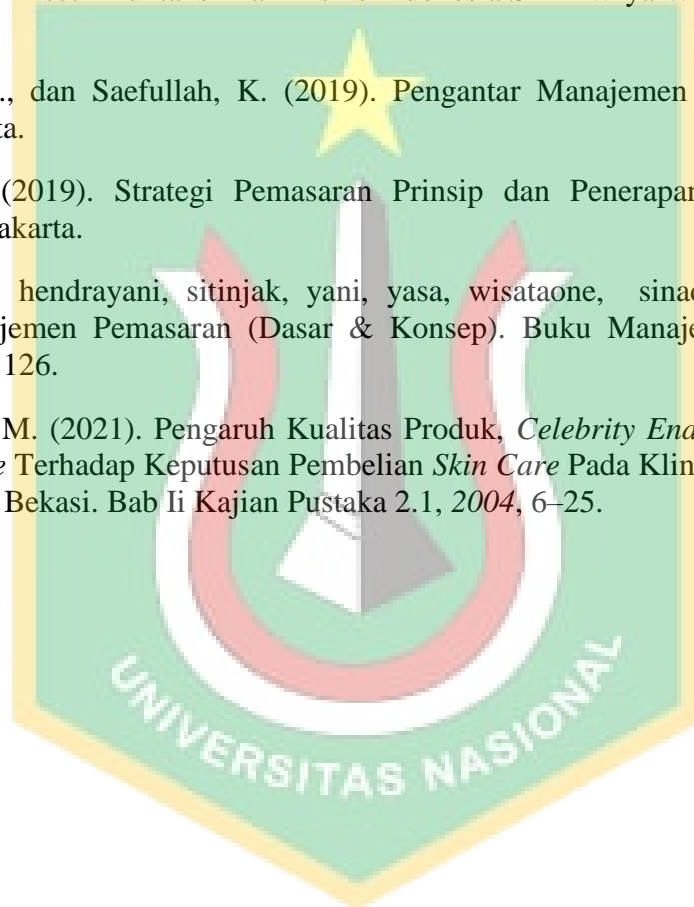 ., dan Saefullah, K. (2019). Pengantar Manajemen
ta.
(2019). Strategi Pemasaran Prinsip dan Penerapan
akarta.
hendrayani, sitinjak, yani, yasa, wisataone, sinad
jemen Pemasaran (Dasar & Konsep). Buku Manaje
126.
M. (2021). Pengaruh Kualitas Produk, Celebrity End
e Terhadap Keputusan Pembelian Skin Care Pada Klin
Bekasi. Bab Ii Kajian Pustaka 2.1, 2004, 6–25.
UNIVERSITAS NASIONAL